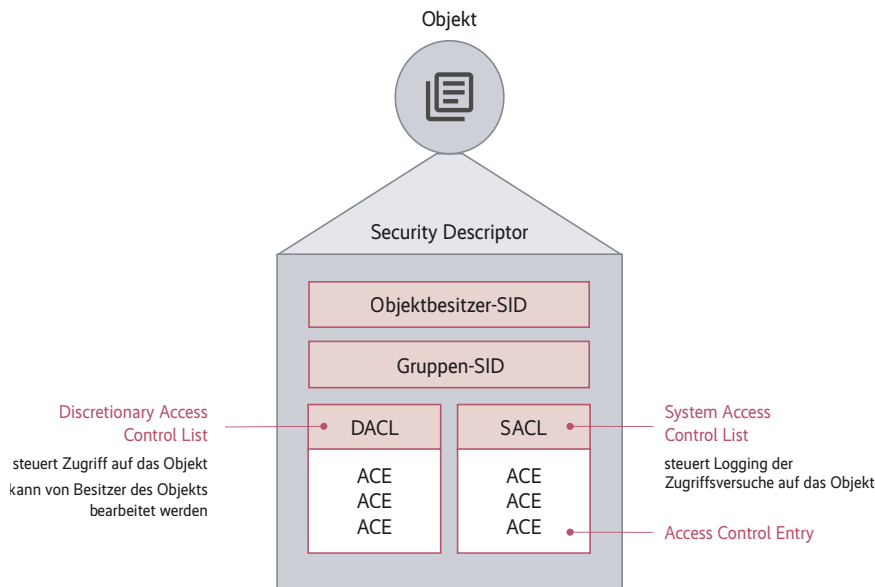 Objekt
Security Descriptor
Objektbesitzer-SID
Gruppen-SID
Discretionary Access
Control List
steuert Zugriff auf das Objekt
kann von Besitzer des Objekts
bearbeitet werden
DACL
ACE
ACE
ACE
SACL
ACE
ACE
ACE
System Access
Control List
steuert Logging der
Zugriffsversuche auf das Objekt
Access Control Entry